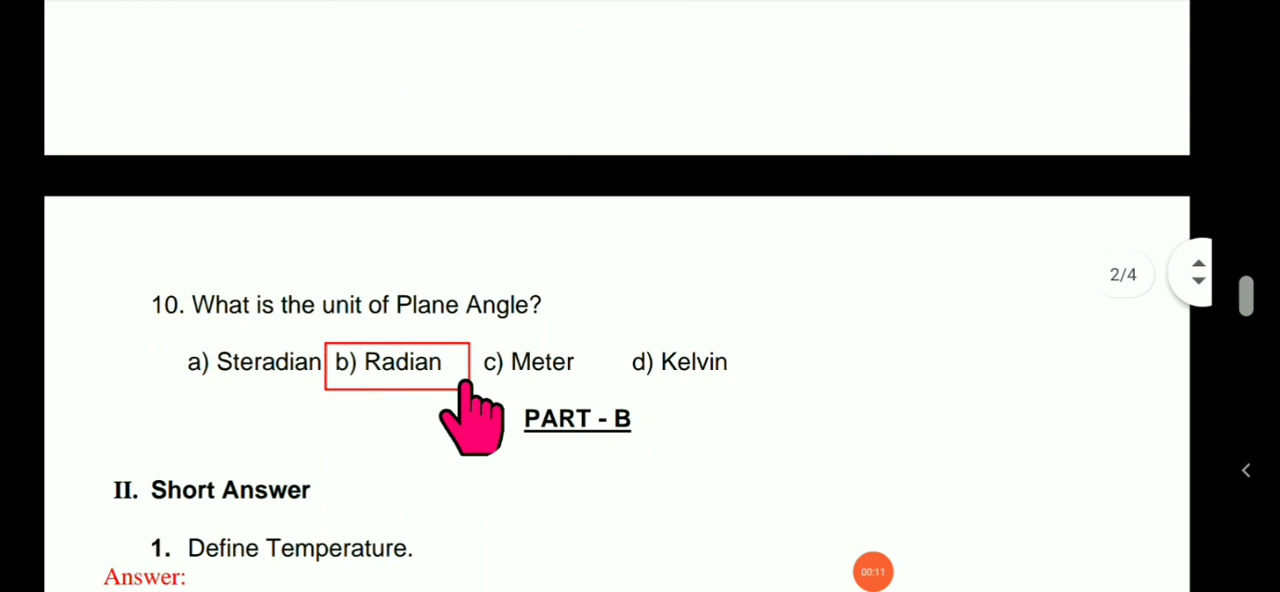 2/4
10. What is the unit of Plane Angle?
a) Steradian b) Radian c) Meter d) Kelvin
PART - B
II. Short Answer
1. Define Temperature.
Answer:
00:11